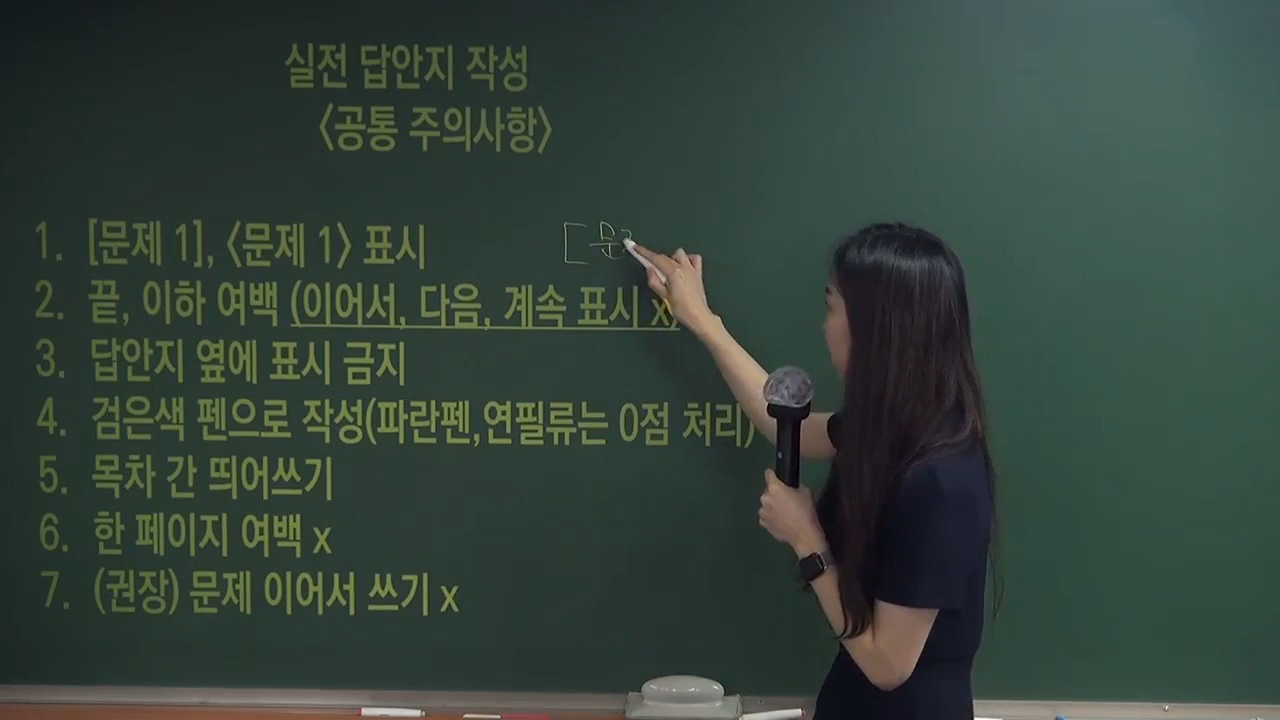 실전 답안지 작성
〈공통 주의사항〉
1. [문제 1], 〈문제 1〉 표시
2. 끝, 이하 여백 (이어서, 다음, 계속 표시 x)
3. 답안지 옆에 표시 금지
4. 검은색 펜으로 작성(파란펜,연필류는 0점 처리)
5. 목차 간 띄어쓰기
6. 한 페이지 여백 x
7. (권장) 문제 이어서 쓰기 x